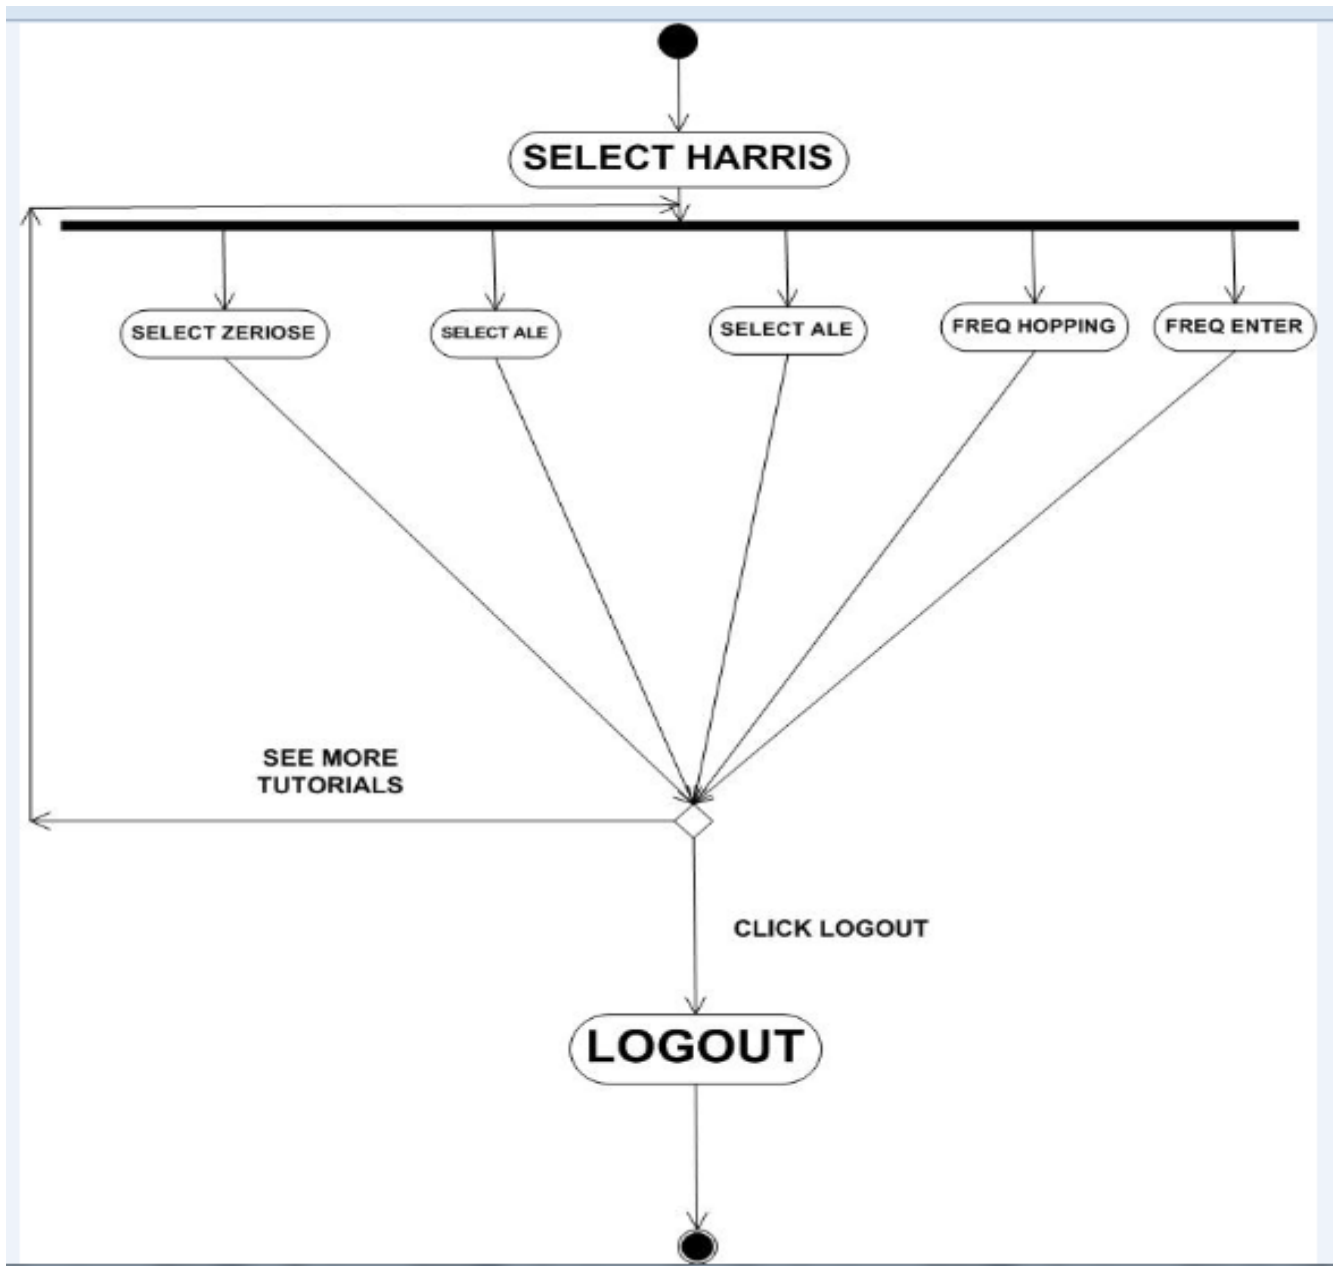 SELECT HARRIS
SELECT ZERIOSE
SELECT ALE
SELECT ALE
FREQ HOPPING
FREQ ENTER
SEE MORE
TUTORIALS
CLICK LOGOUT
LOGOUT